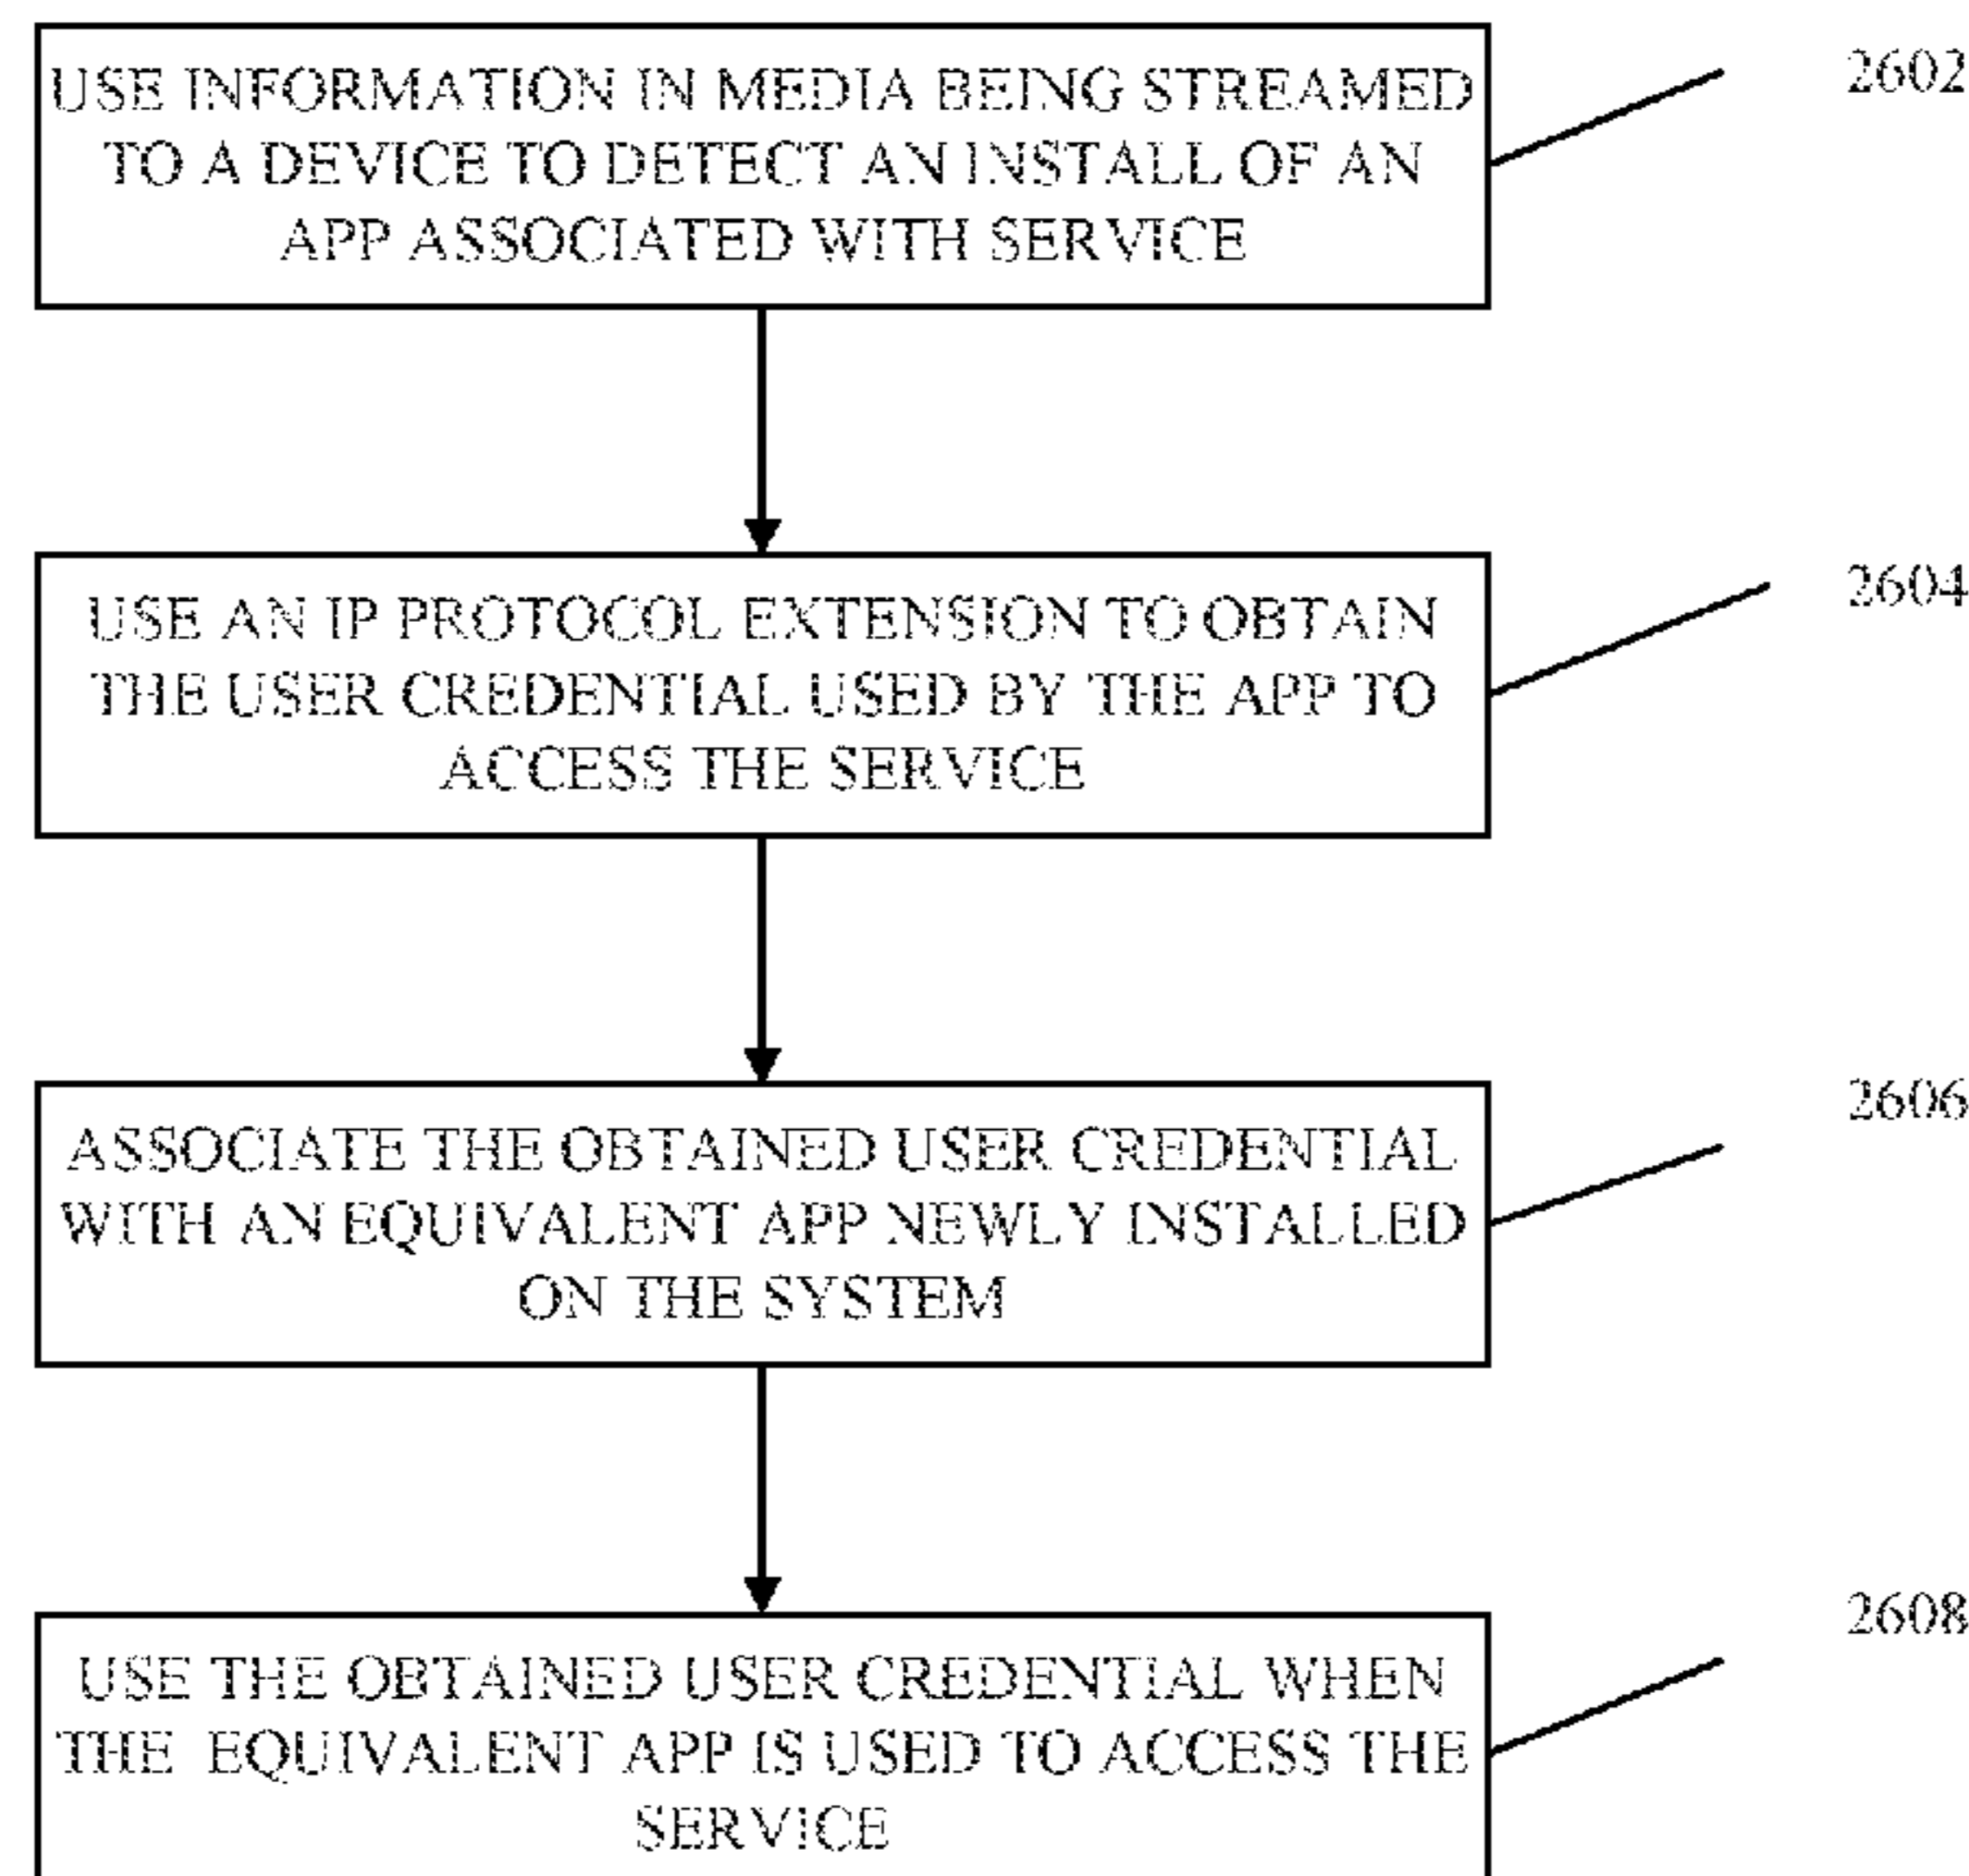 USE INFORMATION IN MEDIA BEING STREAMED
TO A DEVICE TO DETECT AN INSTALL OF AN
APP ASSOCIATED WITH SERVICE
2602
USE AN IP PROTOCOL EXTENSION TO OBTAIN
THE USER CREDENTIAL USED BY THE APP TO
ACCESS THE SERVICE
2604
ASSOCIATE THE OBTAINED USER CREDENTIAL
WITH AN EQUIVALENT APP NEWLY INSTALLED
ON THE SYSTEM
2606
USE THE OBTAINED USER CREDENTIAL WHEN
THE EQUIVALENT APP IS USED TO ACCESS THE
SERVICE
2608